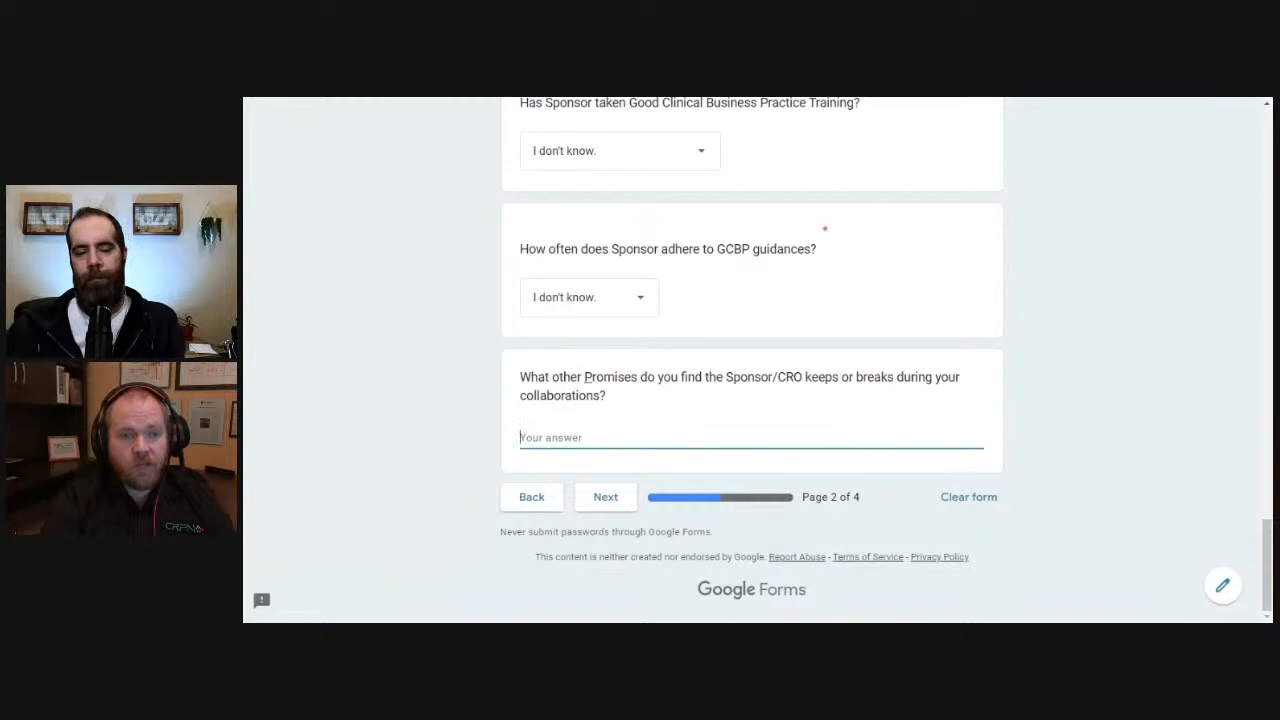 Has Sponsor taken Good Clinical Business Practice Training?
I don't know.
*
How often does Sponsor adhere to GCBP guidances?
I don't know.
What other Promises do you find the Sponsor/CRO keeps or breaks during your
collaborations?
Your answer
Back
Next
Page 2 of 4
Clear form
Never submit passwords through Google Forms.
This content is neither created nor endorsed by Google. Report Abuse - Terms of Service - Privacy Policy
Google Forms
CRPN